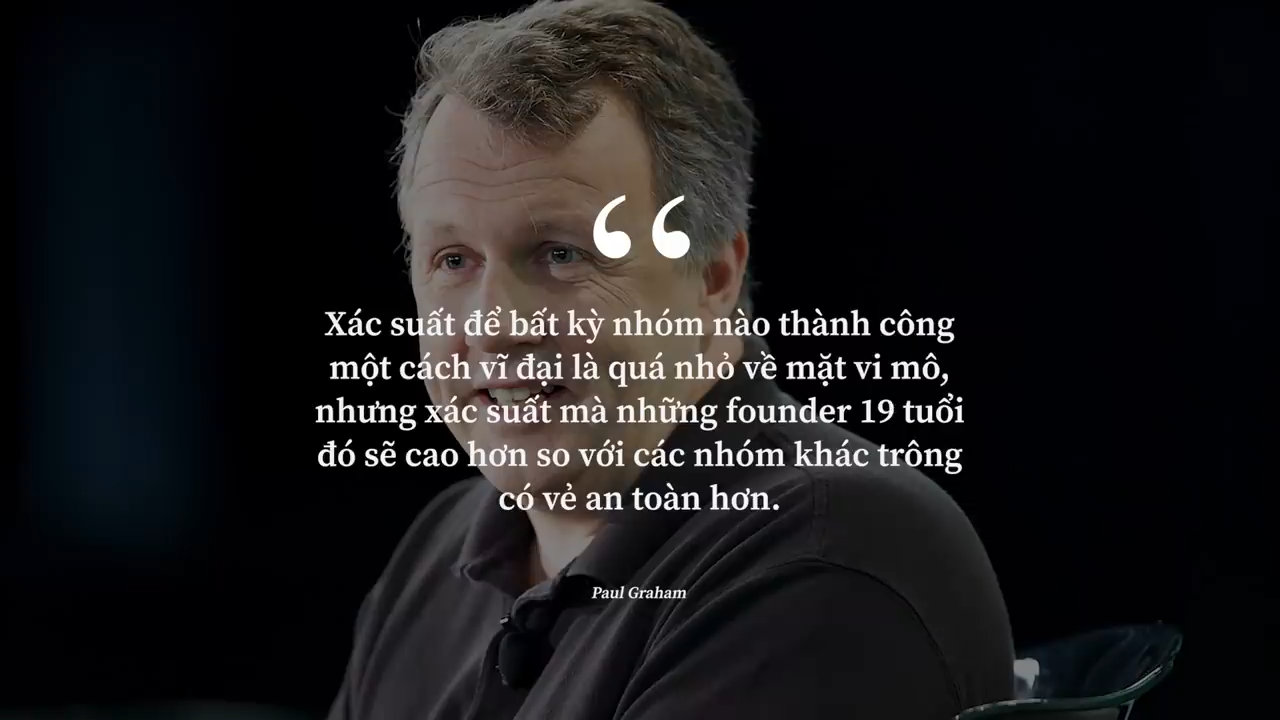 “
Xác suất để bất kỳ nhóm nào thành công
một cách vĩ đại là quá nhỏ về mặt vi mô,
nhưng xác suất mà những founder 19 tuổi
đó sẽ cao hơn so với các nhóm khác trông
có vẻ an toàn hơn.
Paul Graham